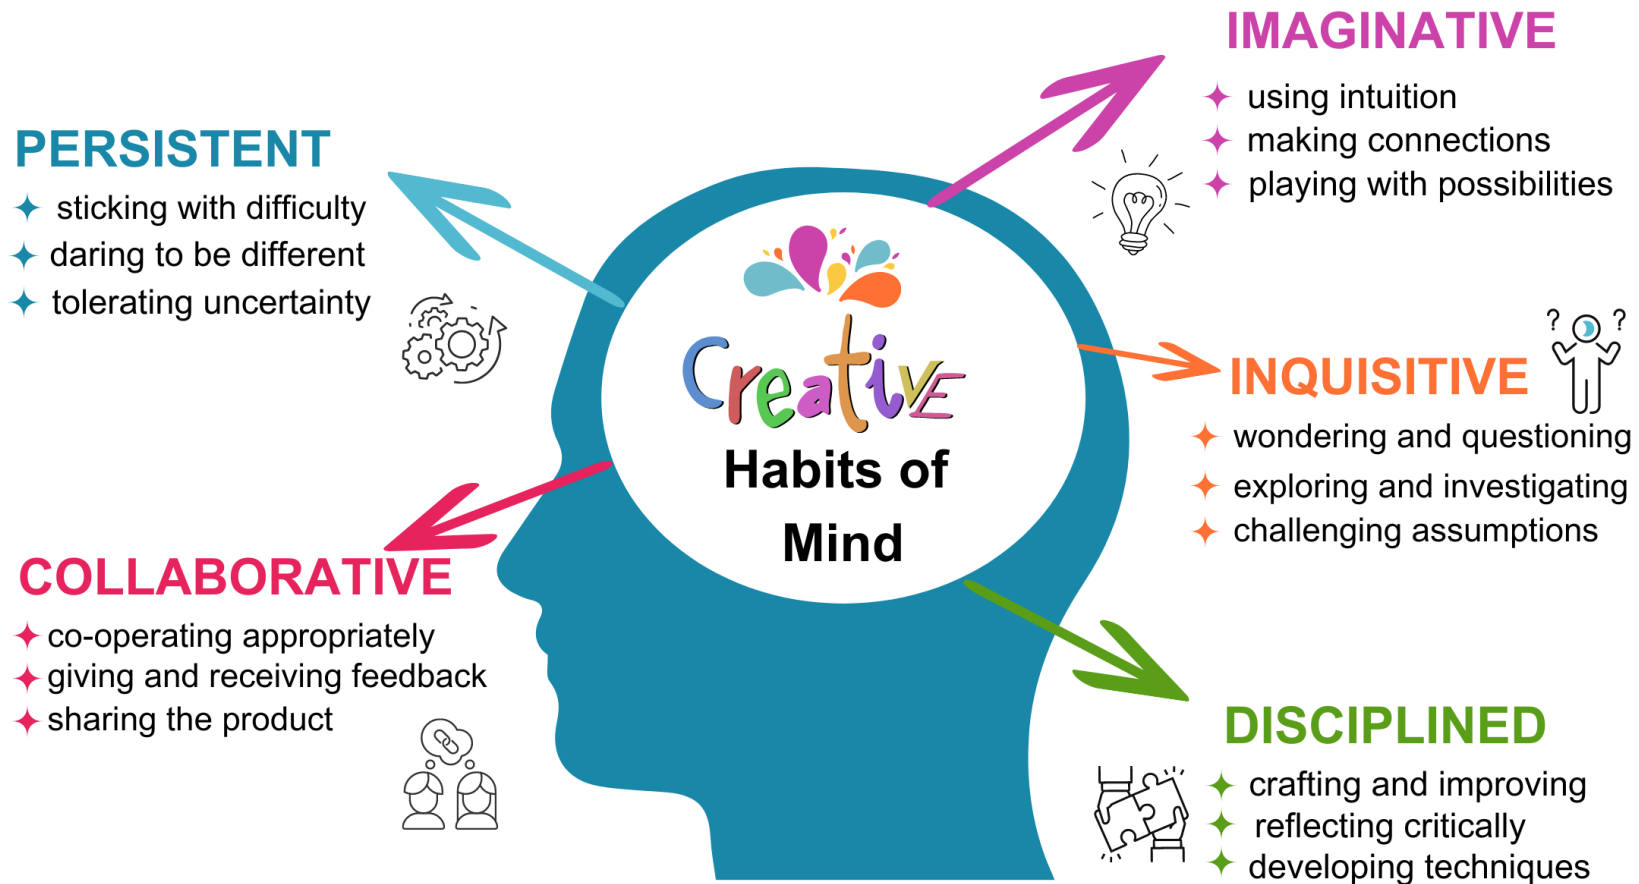 Creative
Habits of
Mind
IMAGINATIVE
using intuition
making connections
playing with possibilities
PERSISTENT
sticking with difficulty
daring to be different
tolerating uncertainty
INQUISITIVE
? ?
wondering and questioning
exploring and investigating
challenging assumptions
COLLABORATIVE
co-operating appropriately
giving and receiving feedback
sharing the product
DISCIPLINED
crafting and improving
reflecting critically
developing techniques